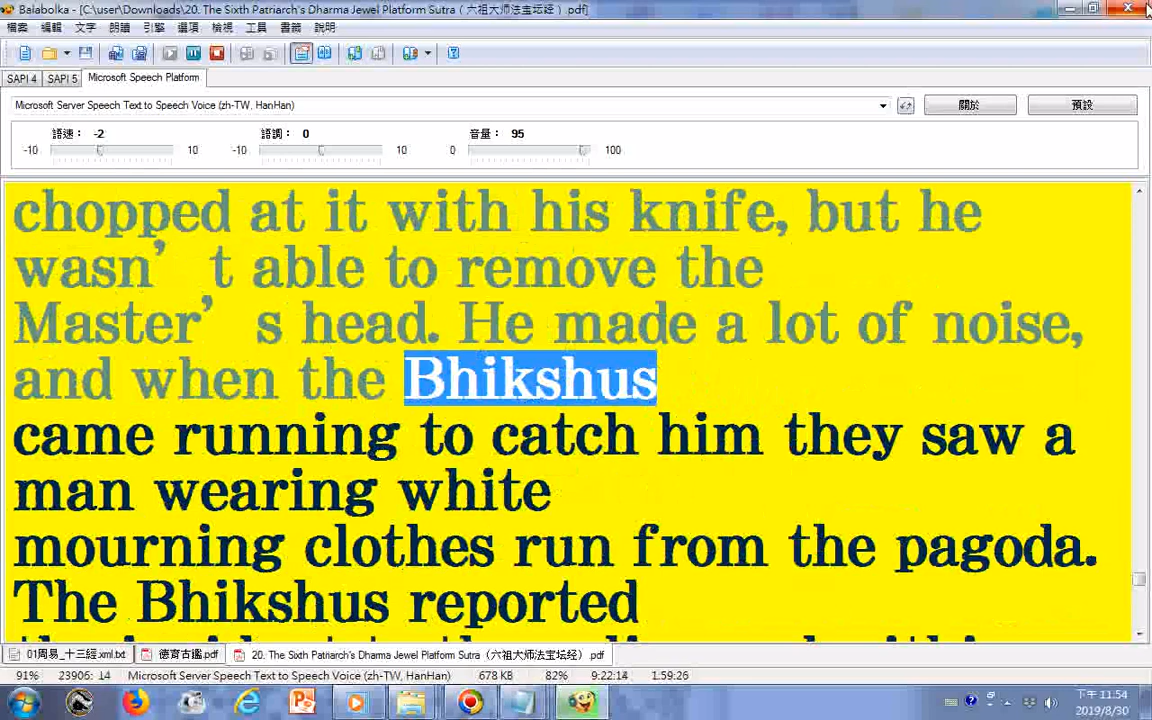 Balabolka - [C:\user\Downloads\20. The Sixth Patriarch's Dharma Jewel Platform Sutra（六祖大师法宝坛经）pdf]
檔案 編輯 文字 朗讀 引擎 選項 檢視 工具 書籤 說明
SAPI 4 SAPI 5 Microsoft Speech Platform
Microsoft Server Speech Text to Speech Voice (zh-TW, HanHan) 關於 預設
語速： -2 語調： 0 音量： 95
-10 10 -10 10 0 100
chopped at it with his knife, but he
wasn’t able to remove the
Master’s head. He made a lot of noise,
and when the Bhikshus
came running to catch him they saw a
man wearing white
mourning clothes run from the pagoda.
The Bhikshus reported
01周易_十三經.xml.txt 德育古鑑.pdf 20. The Sixth Patriarch's Dharma Jewel Platform Sutra（六祖大师法宝坛经）pdf
91% 23905: 14 Microsoft Server Speech Text to Speech Voice (zh-TW, HanHan) 678 KB 82% 9:22:14 1:59:26
下午 11:54
2019/8/30